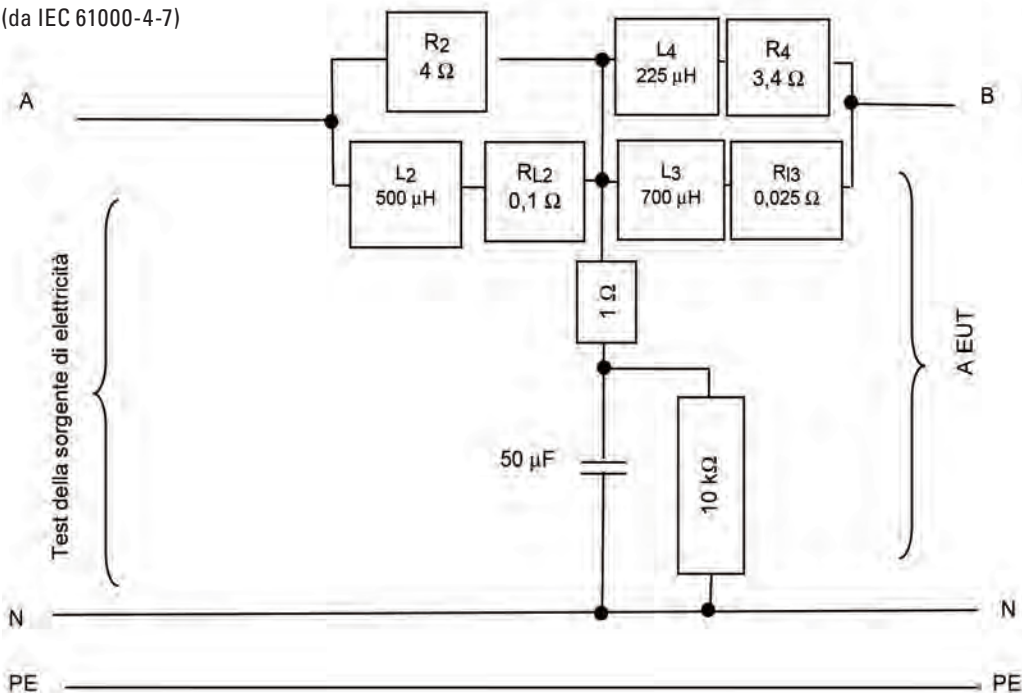 (da IEC 61000-4-7)
R2
4 Ω
L4
225 μH
R4
3,4 Ω
A
B
L2
500 μH
RL2
0,1 Ω
L3
700 μH
Rl3
0,025 Ω
1 Ω
Test della sorgente di elettricità
A EUT
50 μF
10 kΩ
N
N
PE
PE